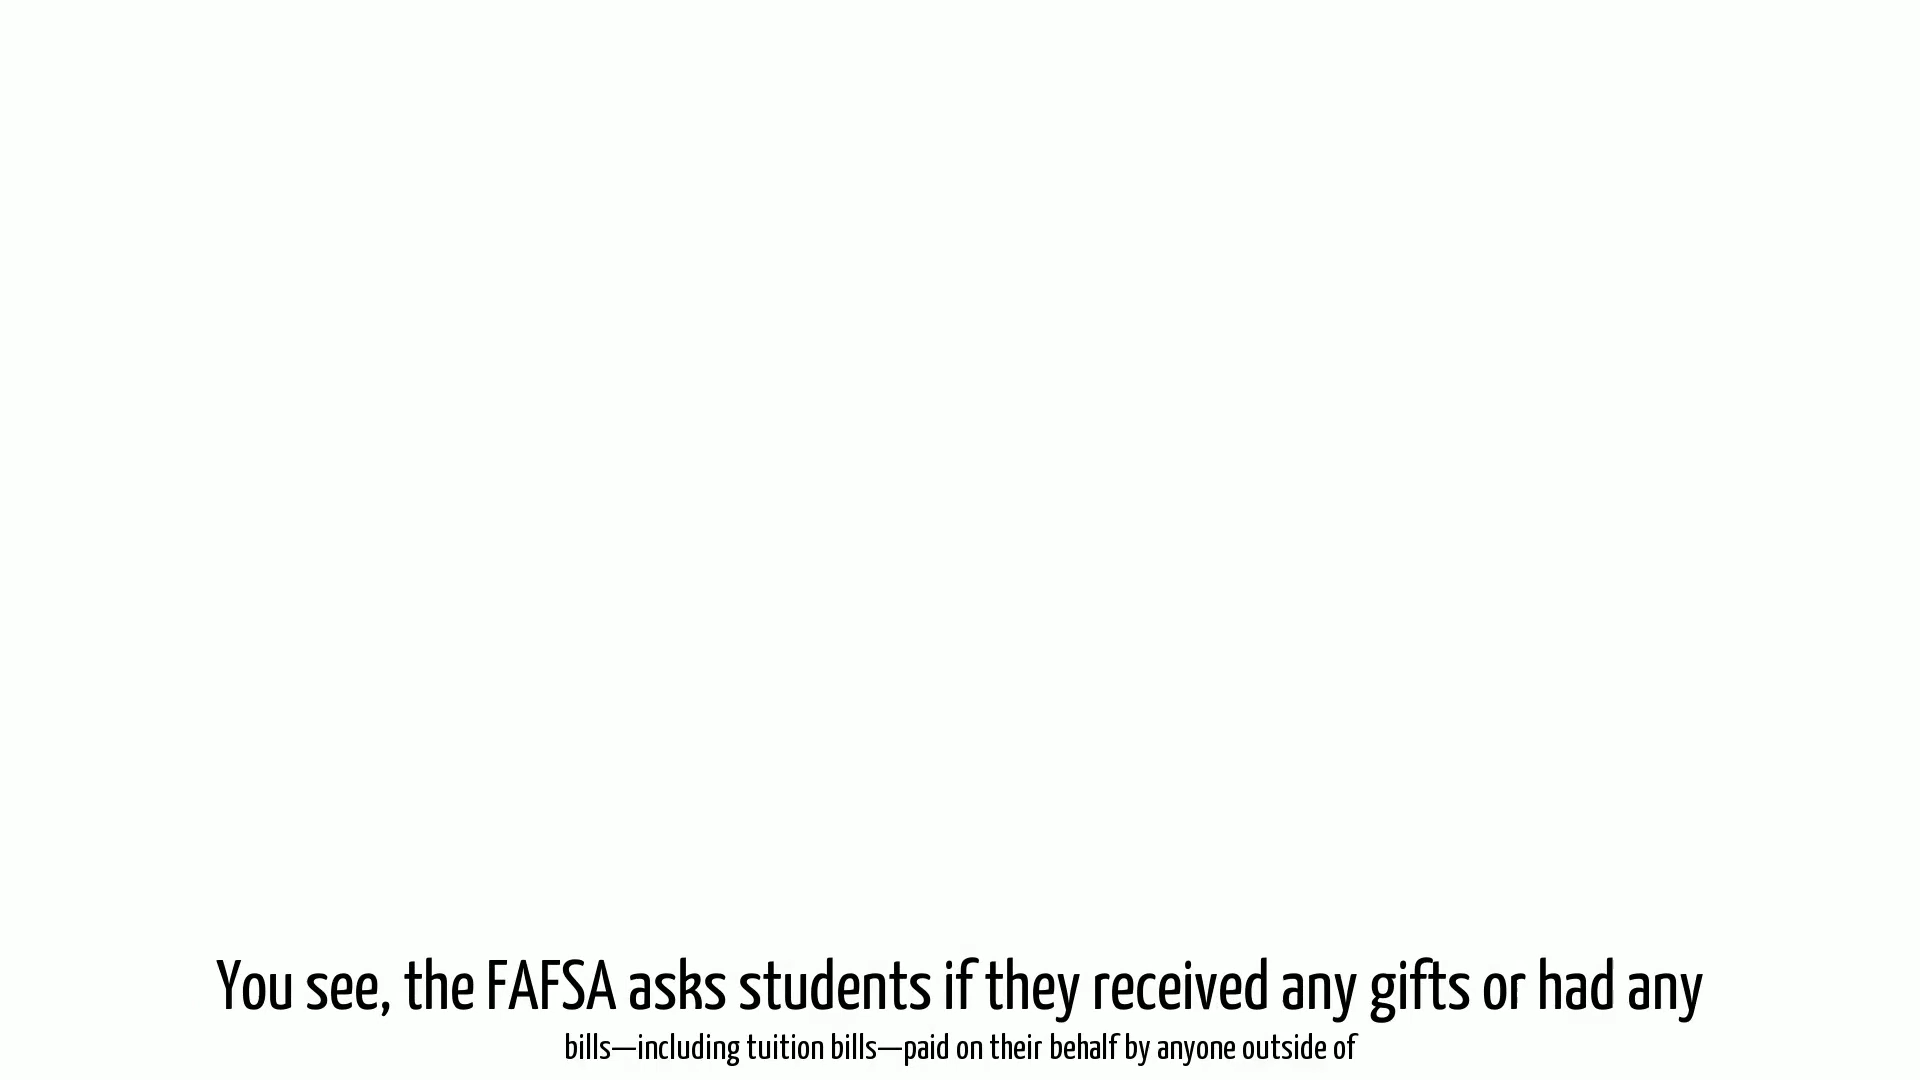 You see, the FAFSA asks students if they received any gifts or had any
bills—including tuition bills—paid on their behalf by anyone outside of